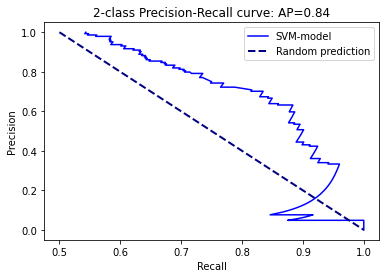 2-class Precision-Recall curve: AP=0.84
SVM-model
Random prediction
Precision
1.0
0.8
0.6
0.4
0.2
0.0
0.5 0.6 0.7 0.8 0.9 1.0
Recall